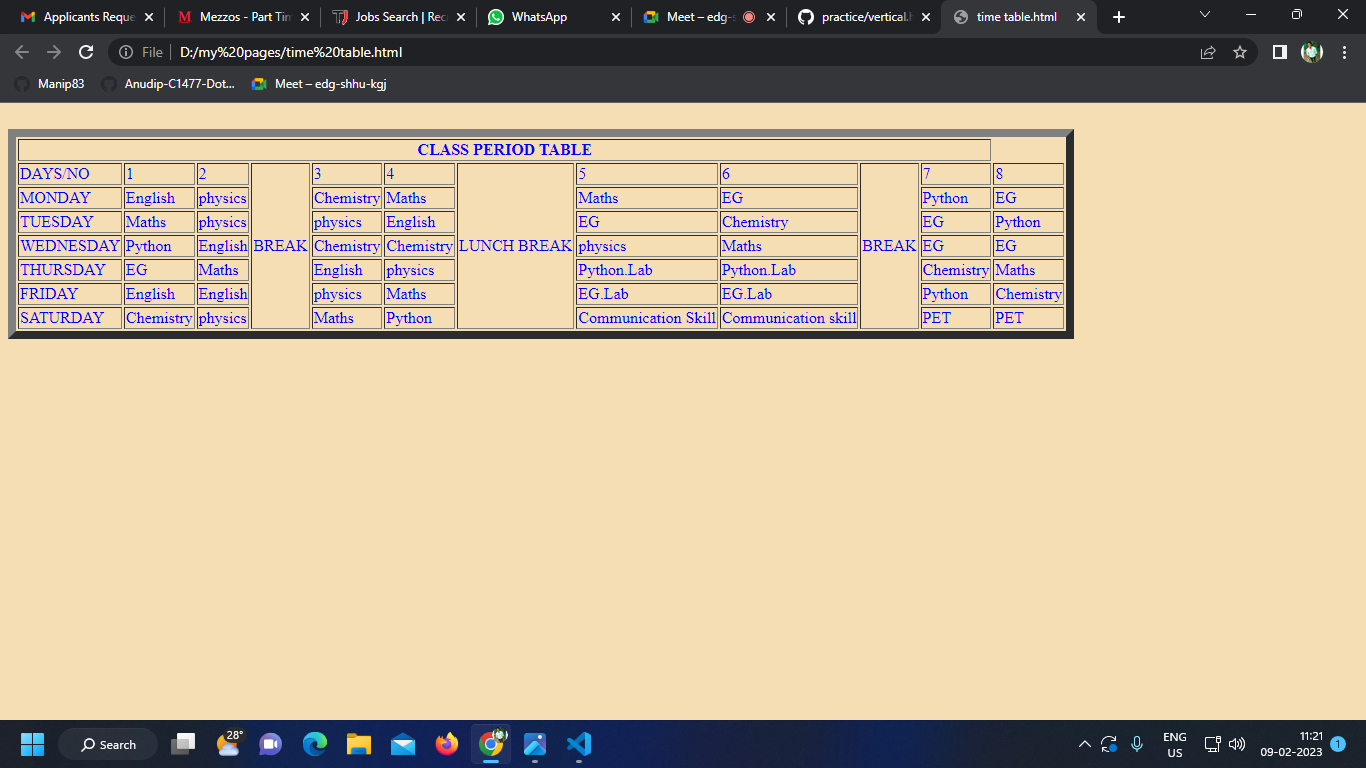 Applicants Reque
Mezzos - Part Tin
Jobs Search | Rec
WhatsApp
Meet – edg-s
practice/vertical.h
time table.html
File D:/my%20pages/time%20table.html
Manip83 Anudip-C1477-Dot... Meet – edg-shhu-kgj
CLASS PERIOD TABLE
DAYS/NO 1 2 BREAK 3 4 LUNCH BREAK 5 6 BREAK 7 8
MONDAY English physics Chemistry Maths Maths EG Python EG
TUESDAY Maths physics physics English EG Chemistry EG Python
WEDNESDAY Python English Chemistry Chemistry physics Maths EG EG
THURSDAY EG Maths English physics Python.Lab Python.Lab Chemistry Maths
FRIDAY English English physics Maths EG.Lab EG.Lab Python Chemistry
SATURDAY Chemistry physics Maths Python Communication Skill Communication skill PET PET
Search
28°
ENG
US
11:21
09-02-2023
1